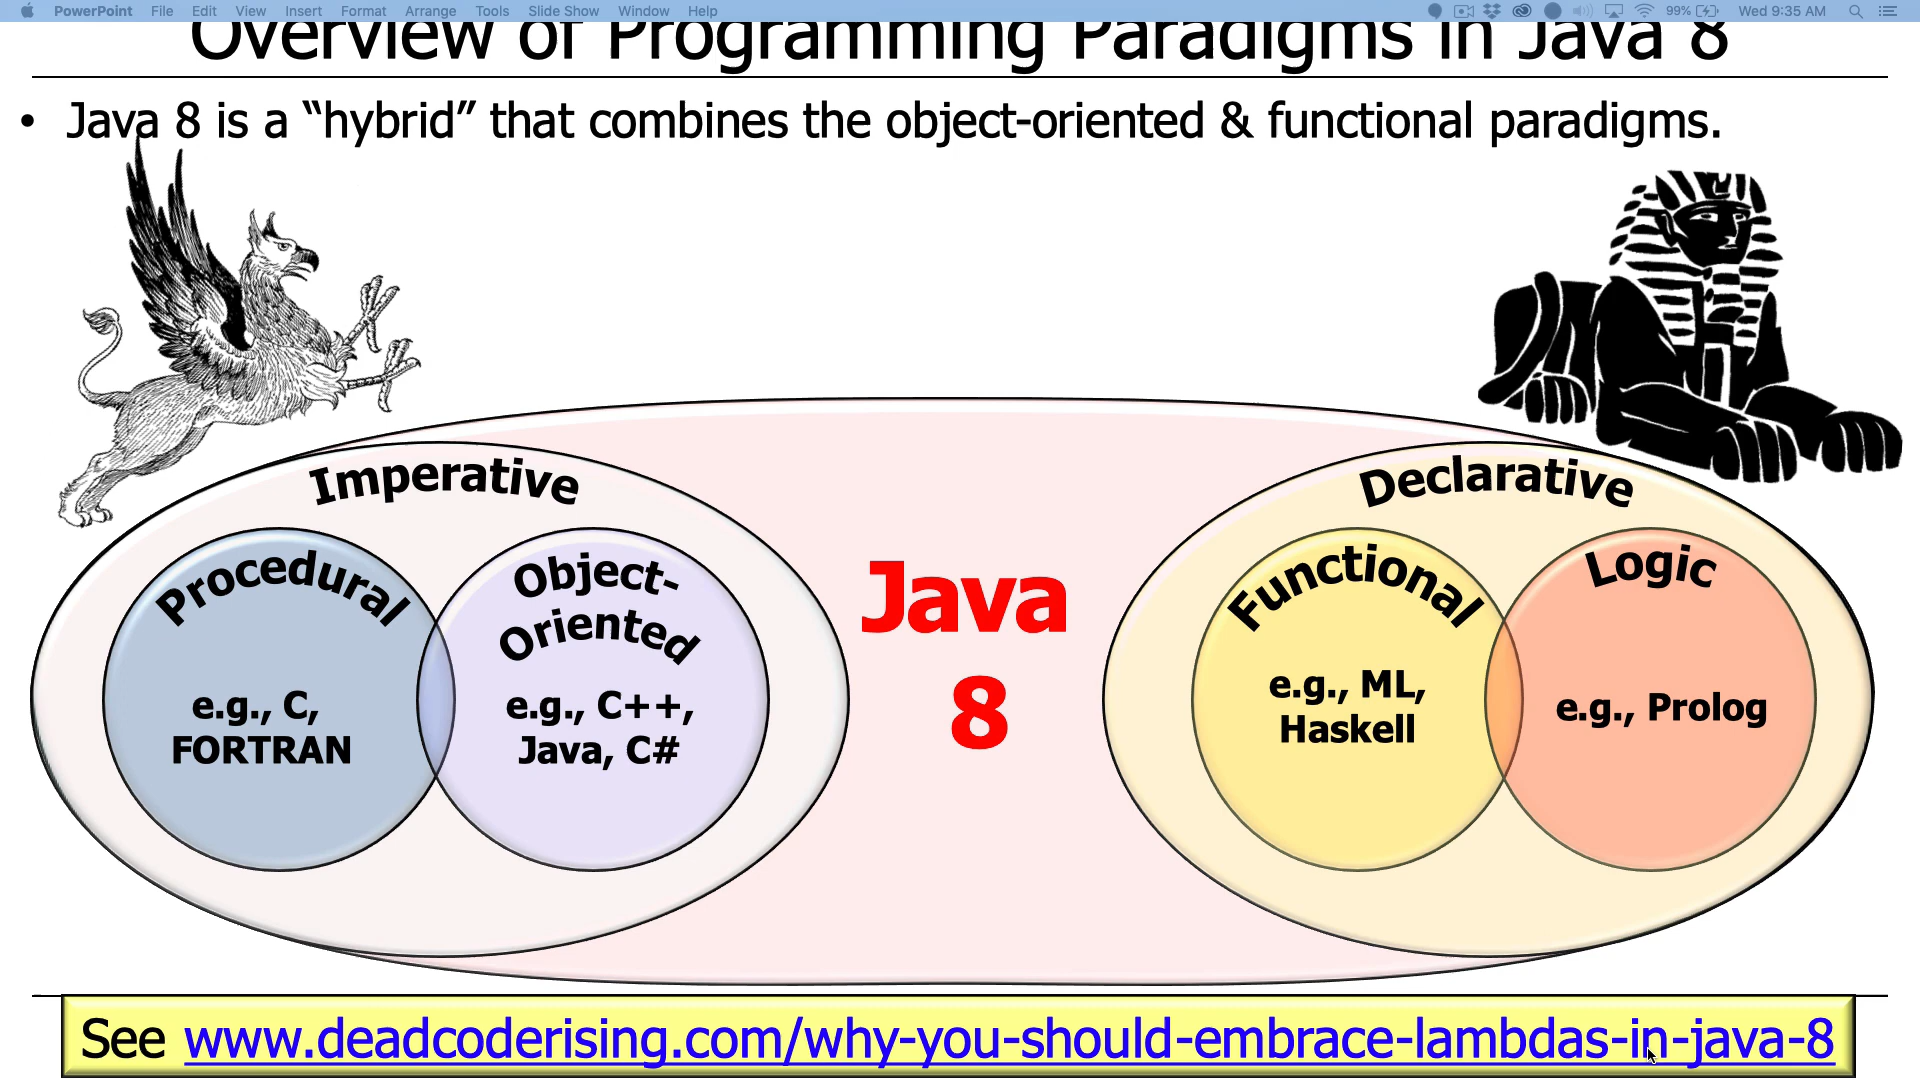 PowerPoint File Edit View Insert Format Arrange Tools Slide Show Window Help 99% Wed 9:35 AM
Overview of Programming Paradigms in Java 8
• Java 8 is a “hybrid” that combines the object-oriented & functional paradigms.
Imperative
Procedural
e.g., C,
FORTRAN
Object-
Oriented
e.g., C++,
Java, C#
Java
8
Declarative
Functional
e.g., ML,
Haskell
Logic
e.g., Prolog
See www.deadcoderising.com/why-you-should-embrace-lambdas-in-java-8